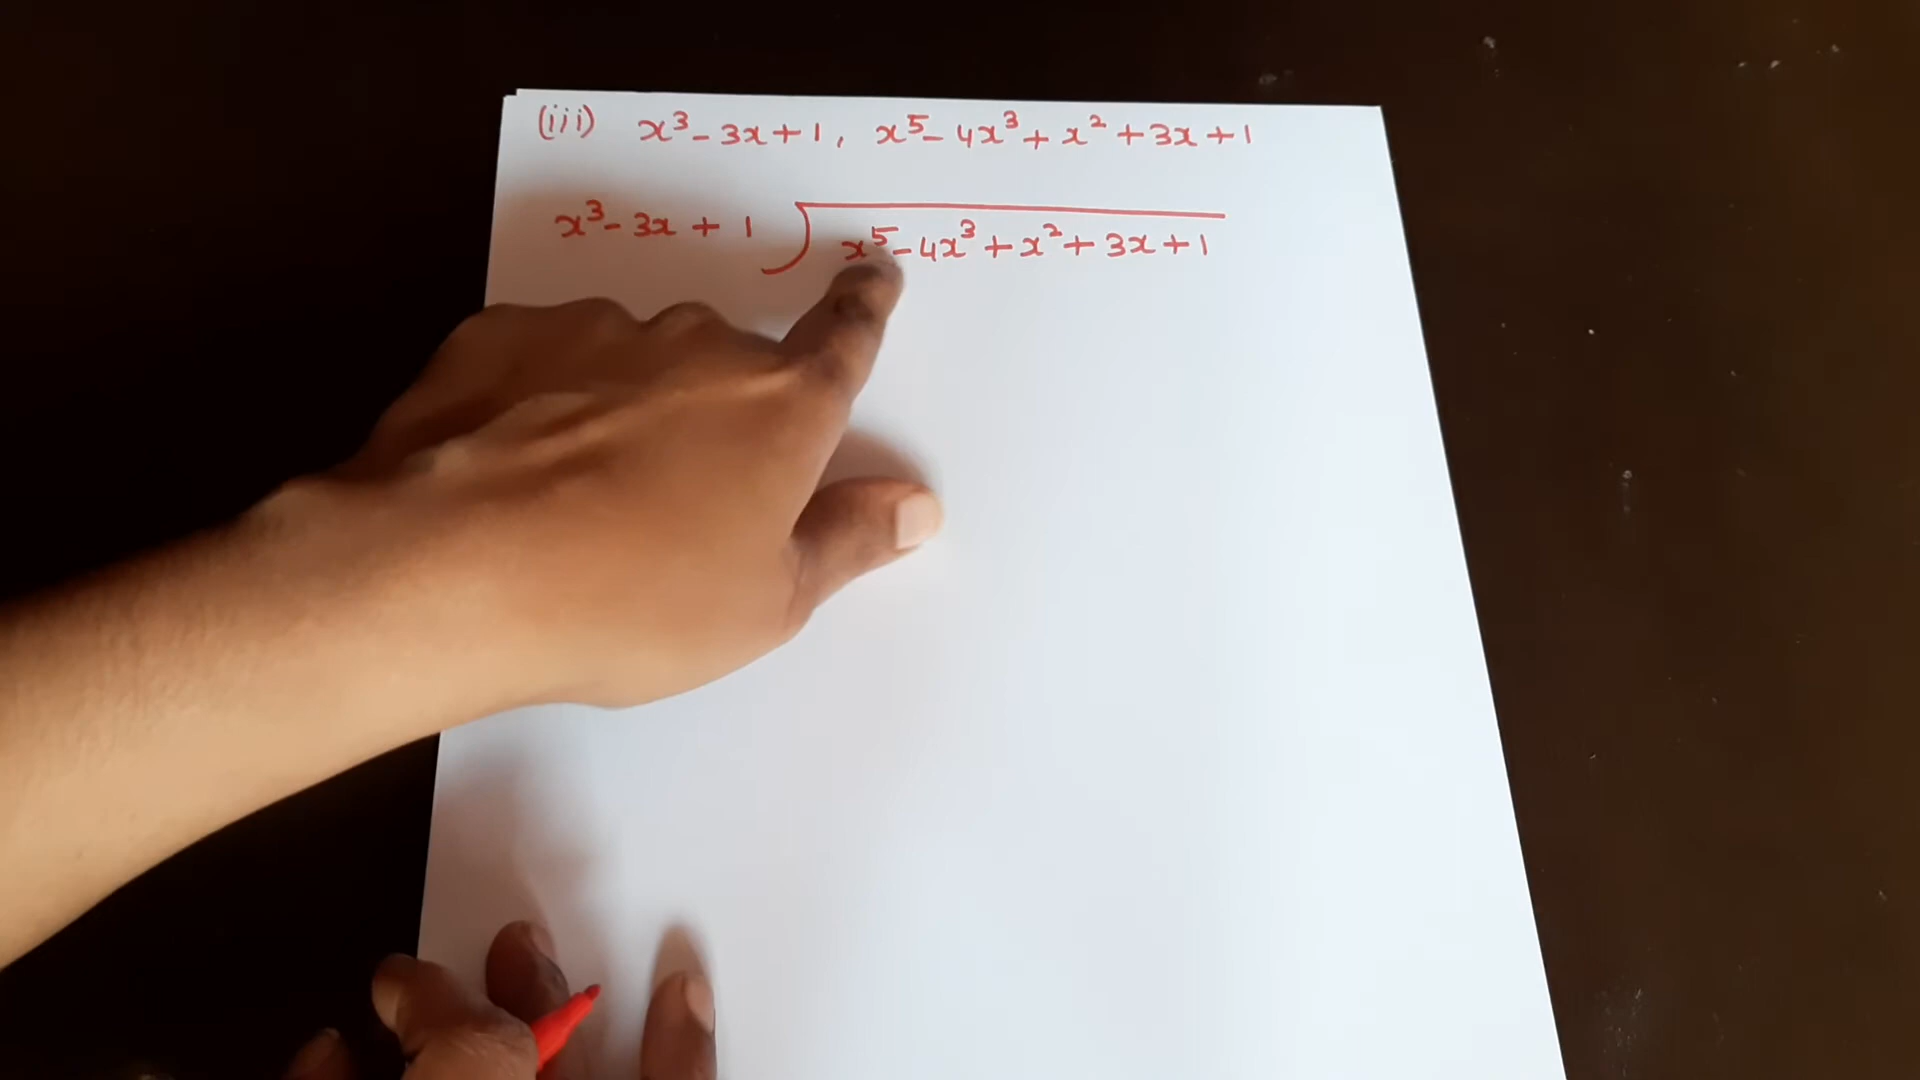 (iii) x³ - 3x + 1, x⁵ - 4x³ + x² + 3x + 1
x³ - 3x + 1 ) x⁵ - 4x³ + x² + 3x + 1